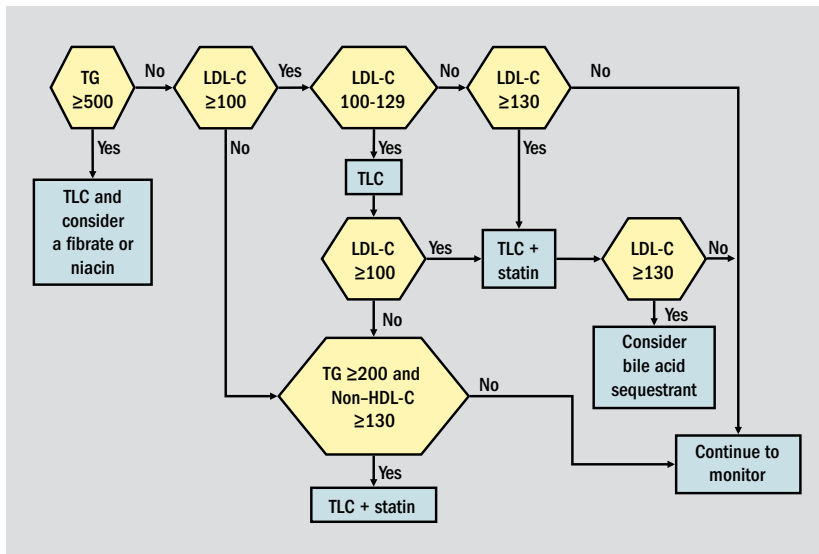 TG
≥500
No
LDL-C
≥100
Yes
LDL-C
100-129
No
LDL-C
≥130
No
Yes
No
Yes
Yes
TLC and
consider
a fibrate or
niacin
TLC
LDL-C
≥100
Yes
TLC +
statin
LDL-C
≥130
No
No
Yes
Consider
bile acid
sequestrant
TG ≥200 and
Non–HDL-C
≥130
No
Continue to
monitor
Yes
TLC + statin